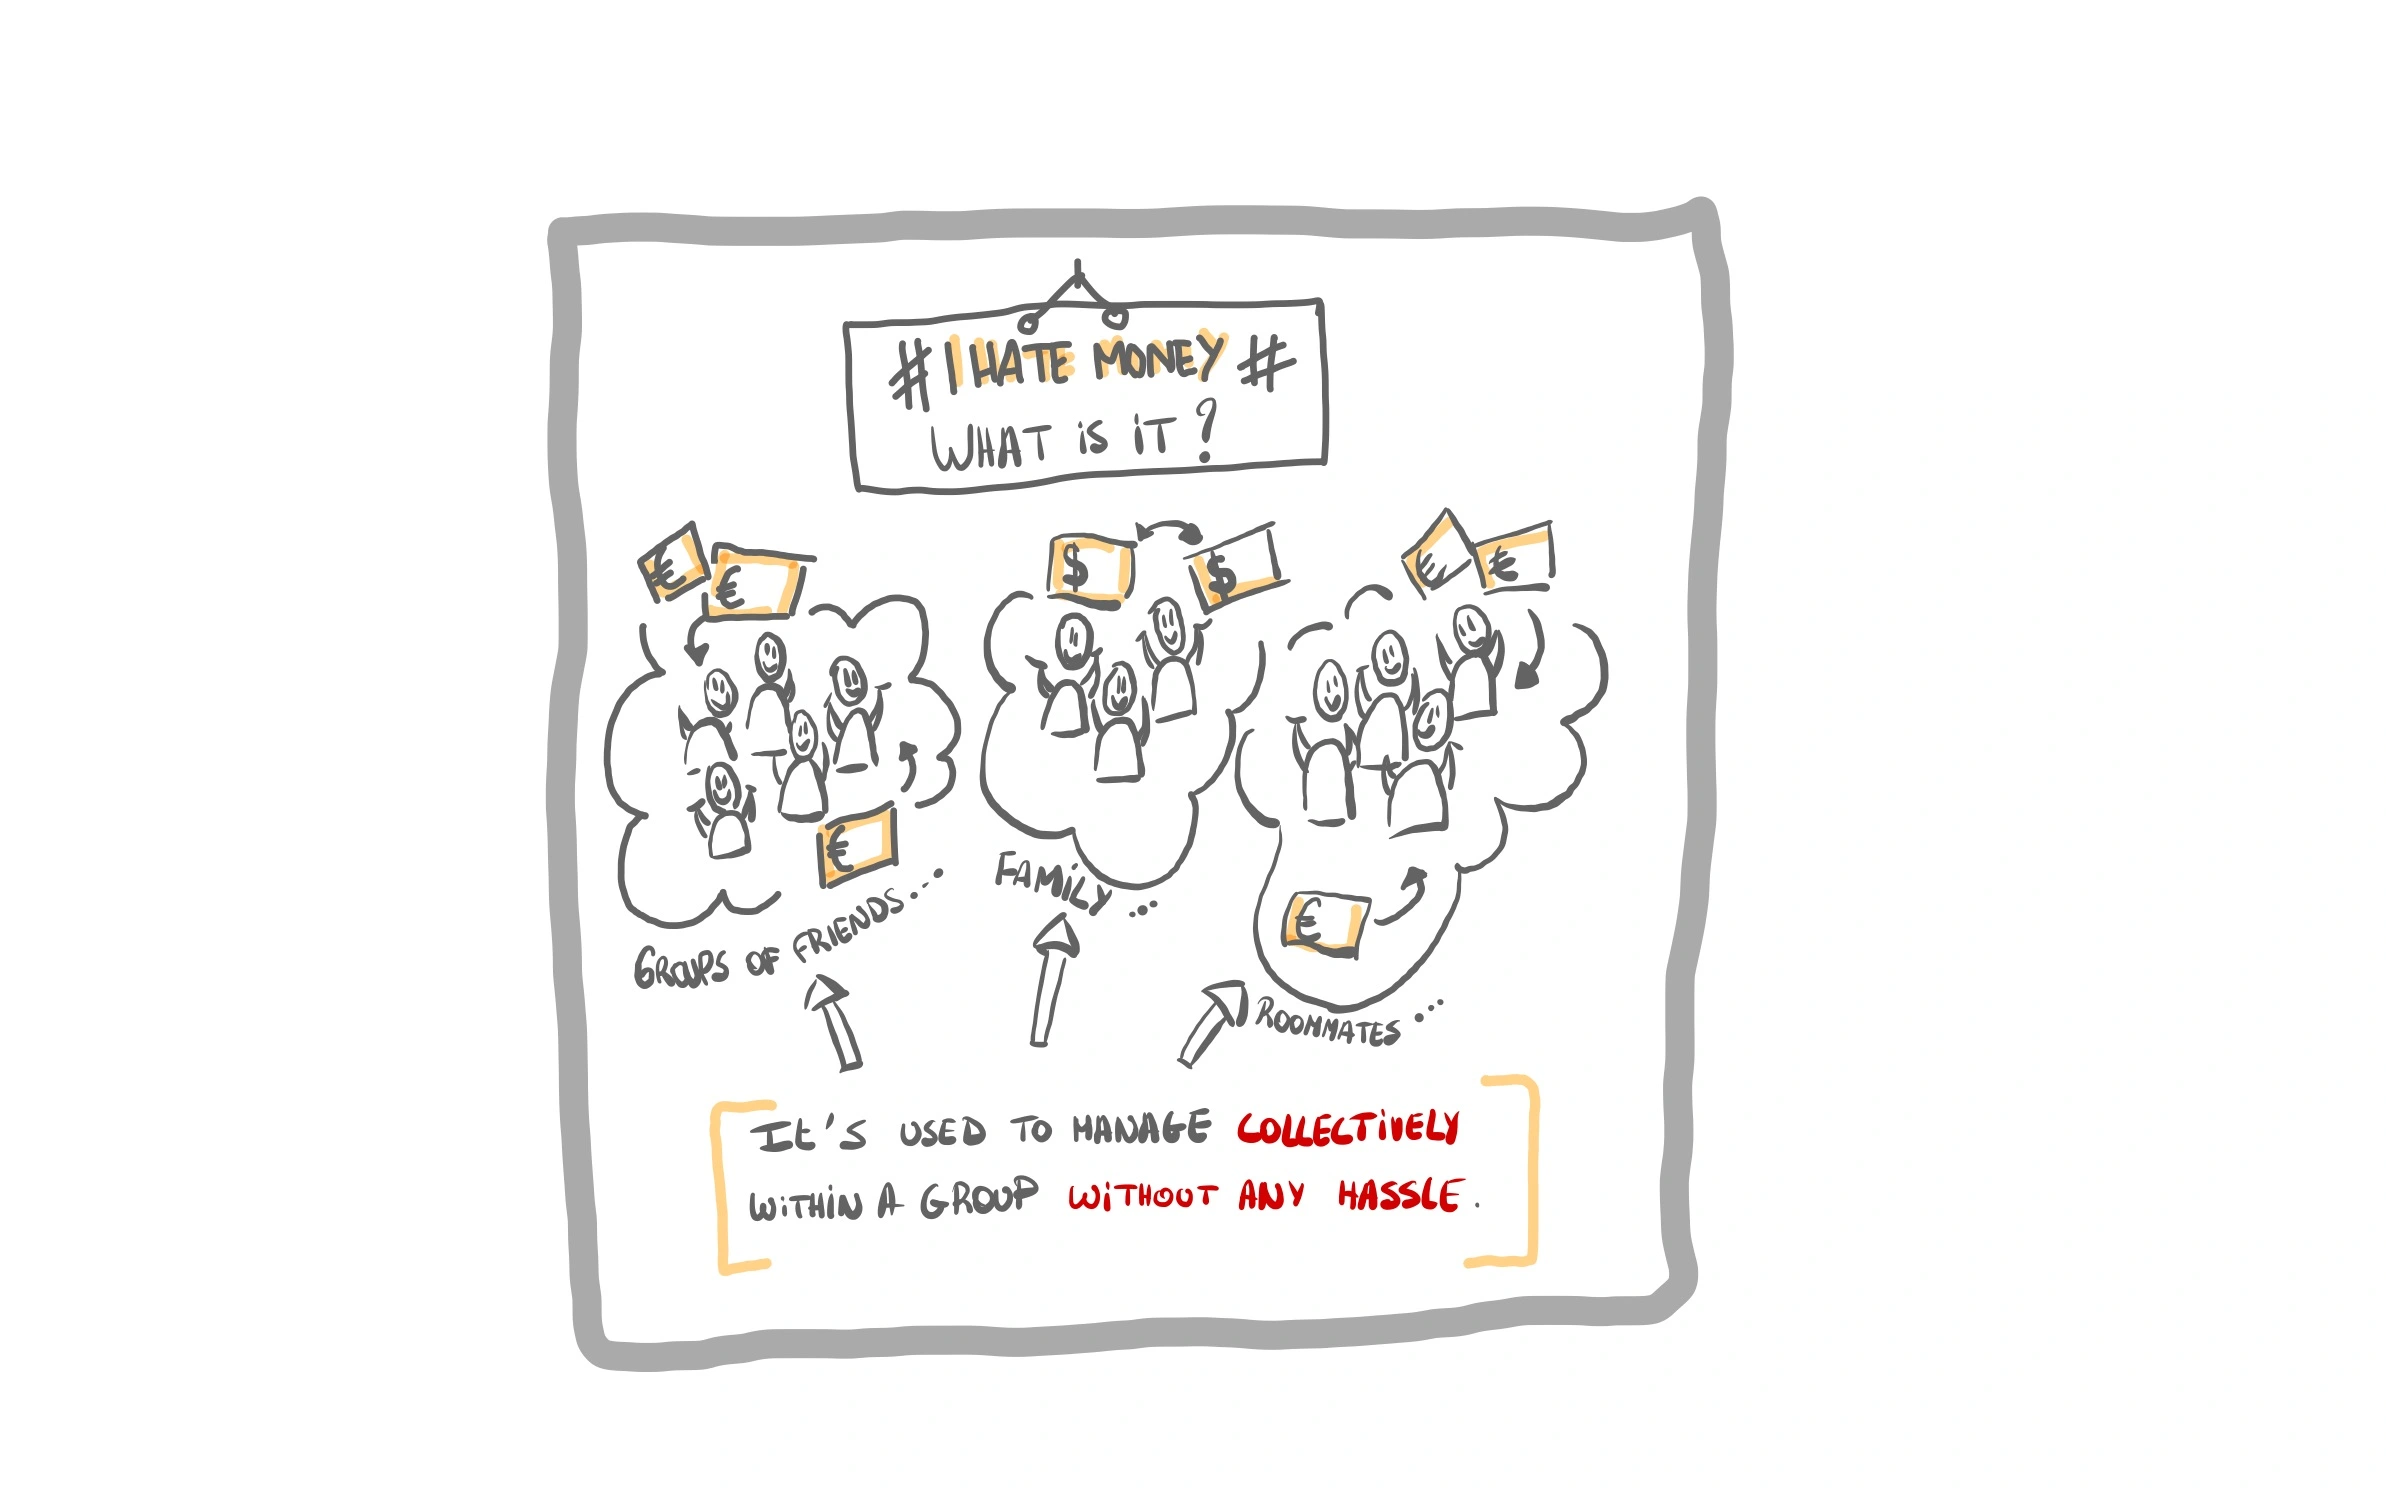 # I HATE MONEY #
WHAT is iT ?
€ €
$ $
€ €
€
€
GROUPS OF FRIENDS...
FAMiLY ...
ROOMMATES ...
It's USED TO MANAGE COLLECTiVELY
WiTHiN A GROUP WiTHOUT ANY HASSLE.